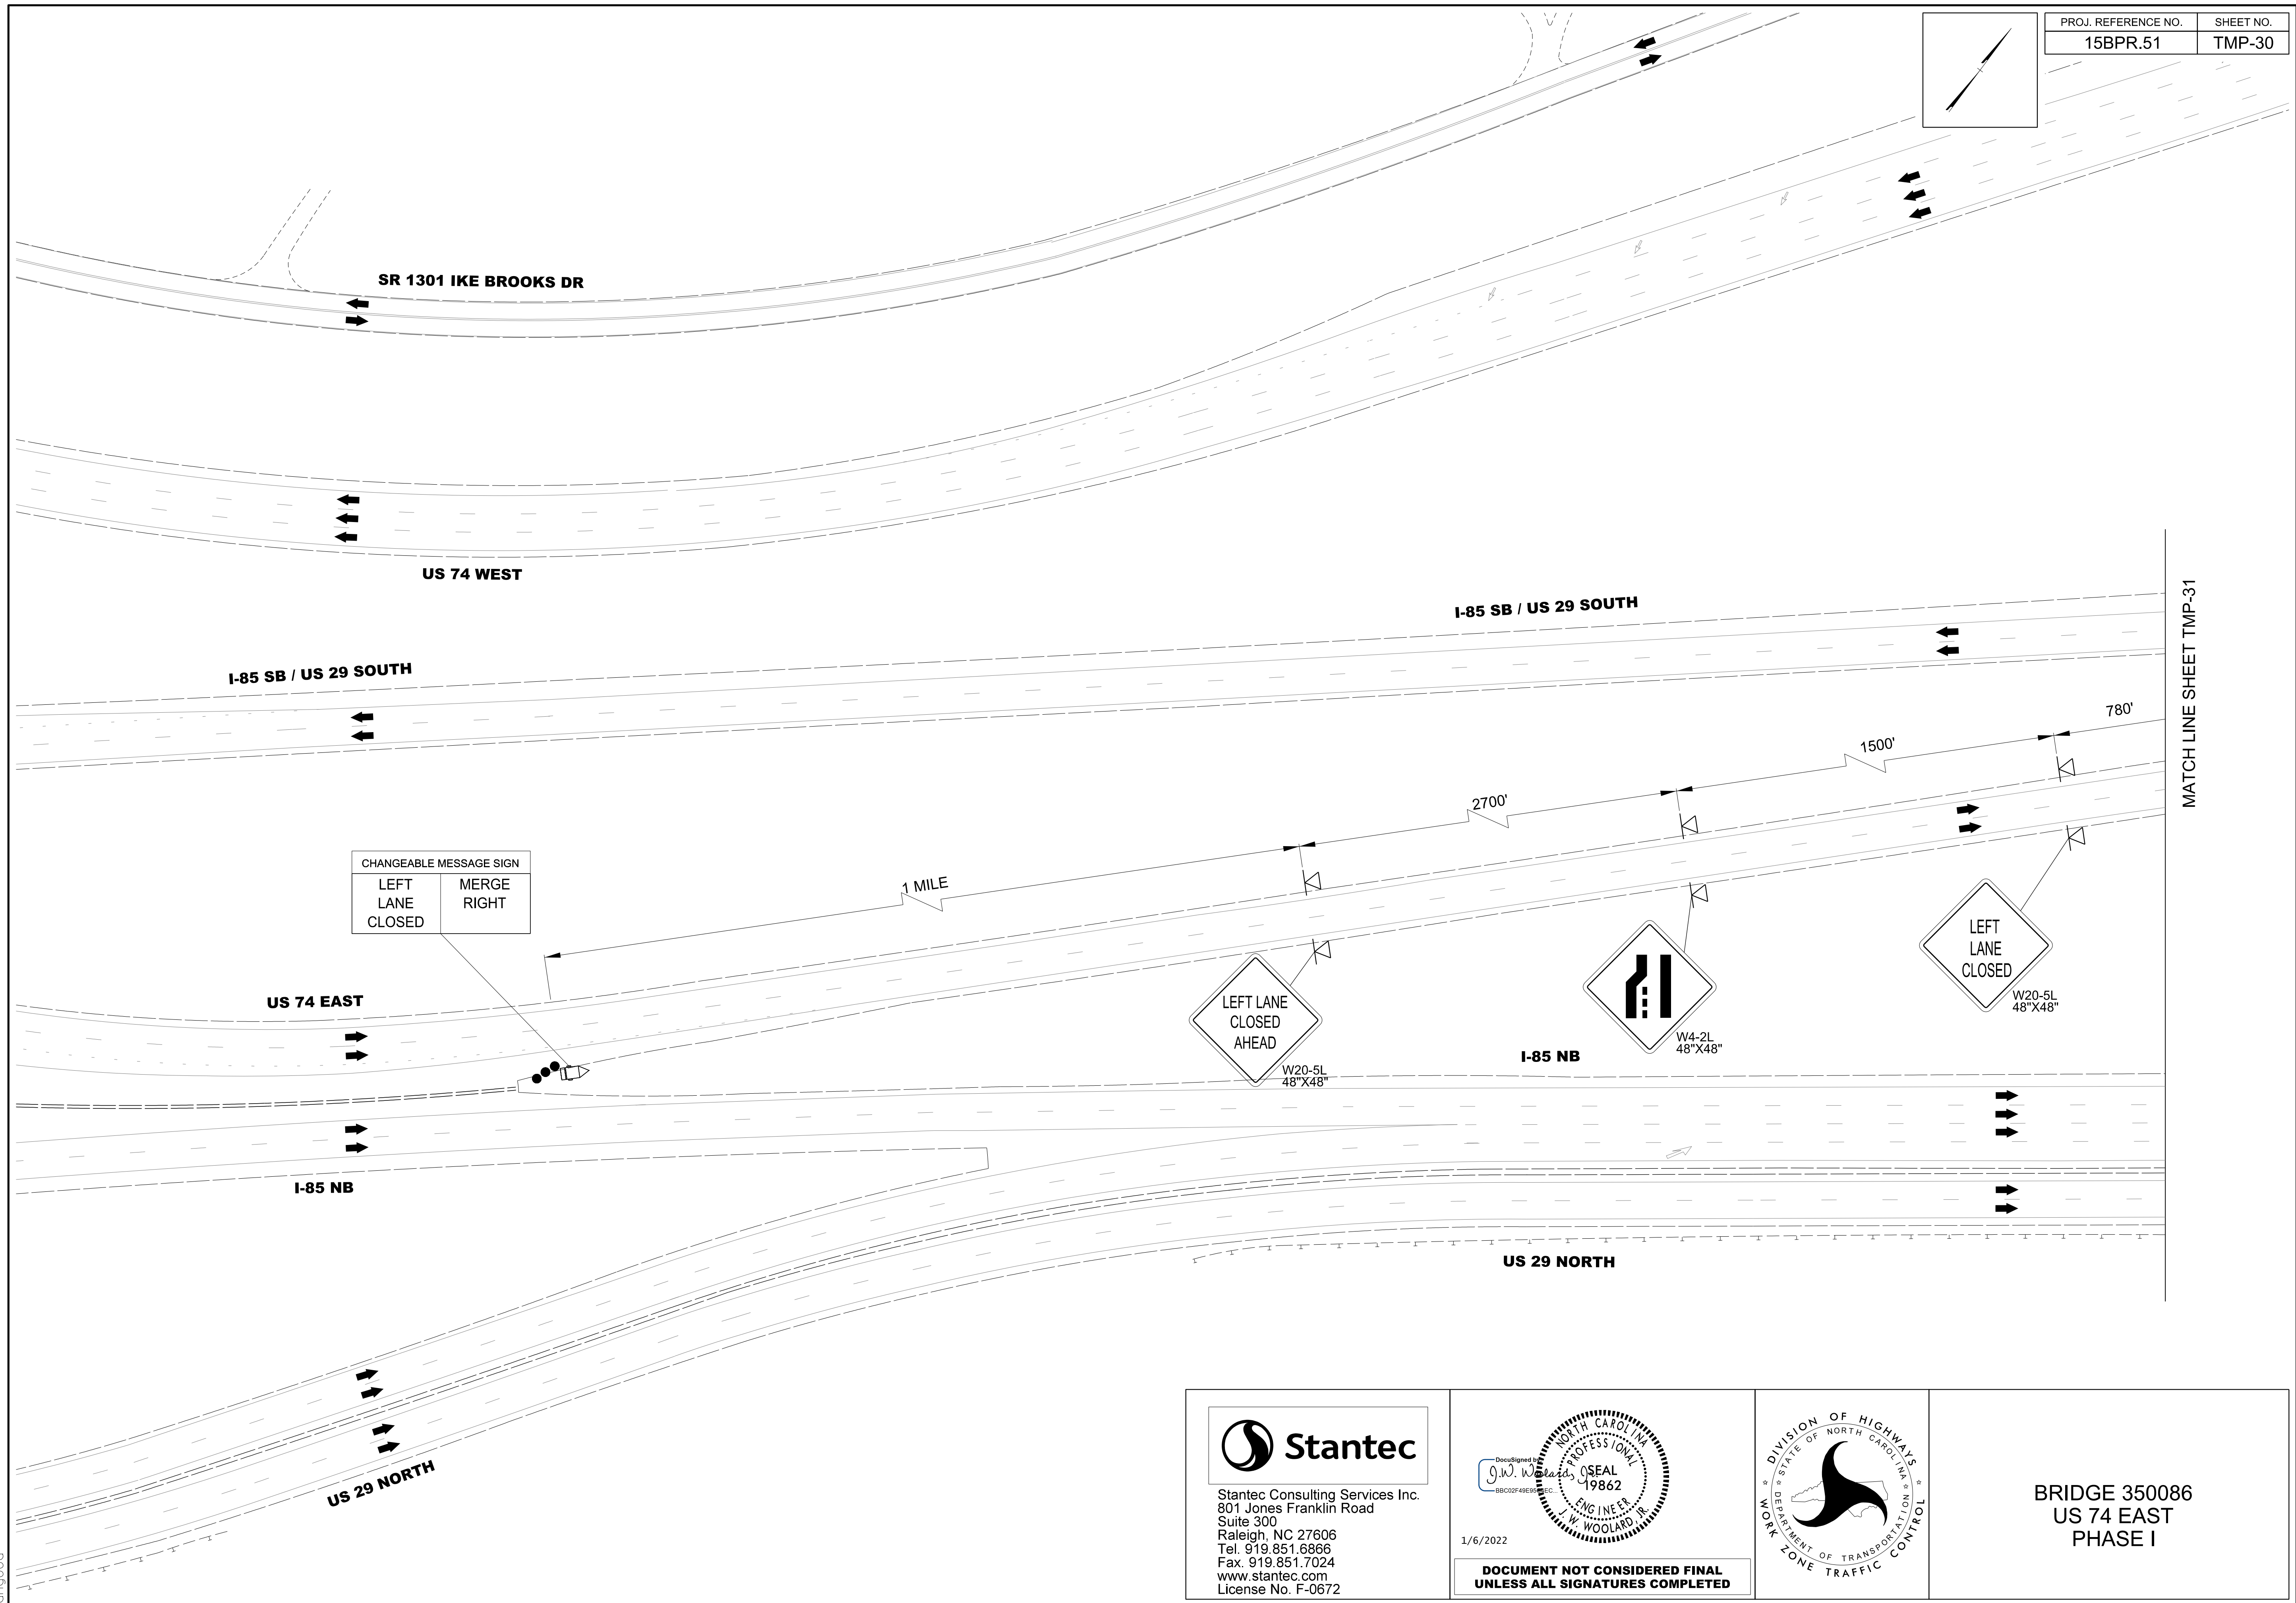 PROJ. REFERENCE NO.
SHEET NO.
15BPR.51
TMP-30
SR 1301 IKE BROOKS DR
US 74 WEST
I-85 SB / US 29 SOUTH
I-85 SB / US 29 SOUTH
MATCH LINE SHEET TMP-31
780'
1500'
2700'
1 MILE
CHANGEABLE MESSAGE SIGN
LEFT
LANE
CLOSED
MERGE
RIGHT
US 74 EAST
LEFT LANE
CLOSED
AHEAD
W20-5L
48"X48"
W4-2L
48"X48"
LEFT
LANE
CLOSED
W20-5L
48"X48"
I-85 NB
I-85 NB
US 29 NORTH
US 29 NORTH
Stantec
Stantec Consulting Services Inc.
801 Jones Franklin Road
Suite 300
Raleigh, NC 27606
Tel. 919.851.6866
Fax. 919.851.7024
www.stantec.com
License No. F-0672
DocuSigned by
J.W. Woolard, Jr.
NORTH CAROLINA
PROFESSIONAL
SEAL
19862
ENGINEER
J. W. WOOLARD, JR.
1/6/2022
DOCUMENT NOT CONSIDERED FINAL
UNLESS ALL SIGNATURES COMPLETED
DIVISION OF HIGHWAYS
STATE OF NORTH CAROLINA
DEPARTMENT OF TRANSPORTATION
WORK ZONE TRAFFIC CONTROL
BRIDGE 350086
US 74 EAST
PHASE I